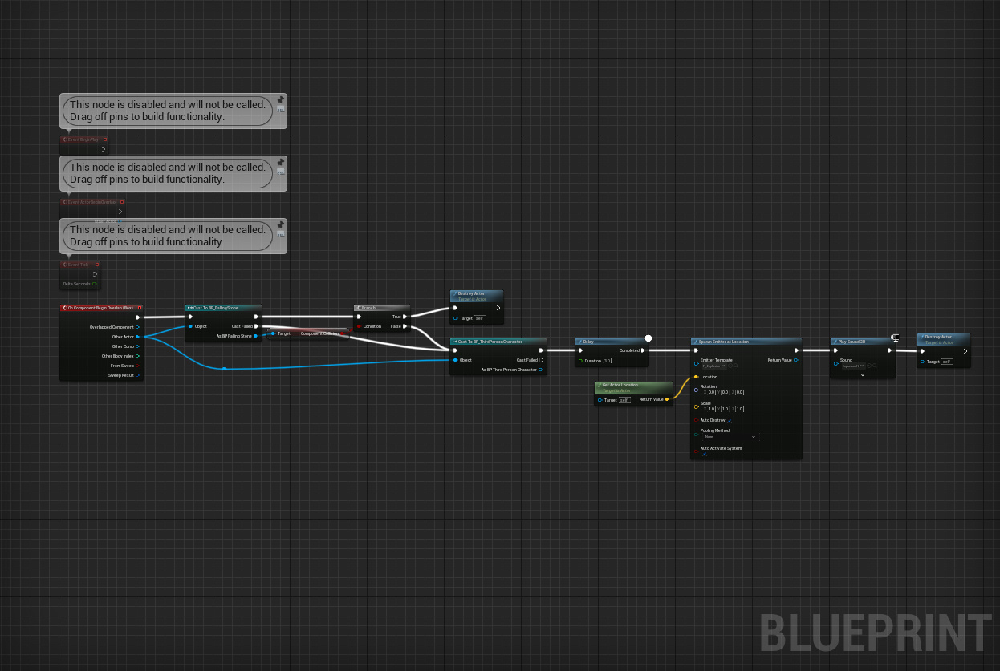 This node is disabled and will not be called.
Drag off pins to build functionality.
Event BeginPlay
This node is disabled and will not be called.
Drag off pins to build functionality.
Event ActorBeginOverlap
Other Actor
This node is disabled and will not be called.
Drag off pins to build functionality.
Event Tick
Delta Seconds
On Component Begin Overlap (Box)
Overlapped Component
Other Actor
Other Comp
Other Body Index
From Sweep
Sweep Result
Cast To BP_FallingStone
Object
Cast Failed
As BP Falling Stone
Target
Component Collision
Branch
True
Condition
False
Destroy Actor
Target is Actor
Target self
Cast To BP_ThirdPersonCharacter
Object
Cast Failed
As BP Third Person Character
Delay
Completed
Duration 3.0
Get Actor Location
Target is Actor
Target self
Return Value
Spawn Emitter at Location
Emitter Template
Return Value
P_Explosion
Location
Rotation
X 0.0 Y 0.0 Z 0.0
Scale
X 1.0 Y 1.0 Z 1.0
Auto Destroy
Pooling Method
None
Auto Activate System
Play Sound 2D
Sound
Destroy Actor
Target is Actor
Target self
BLUEPRINT